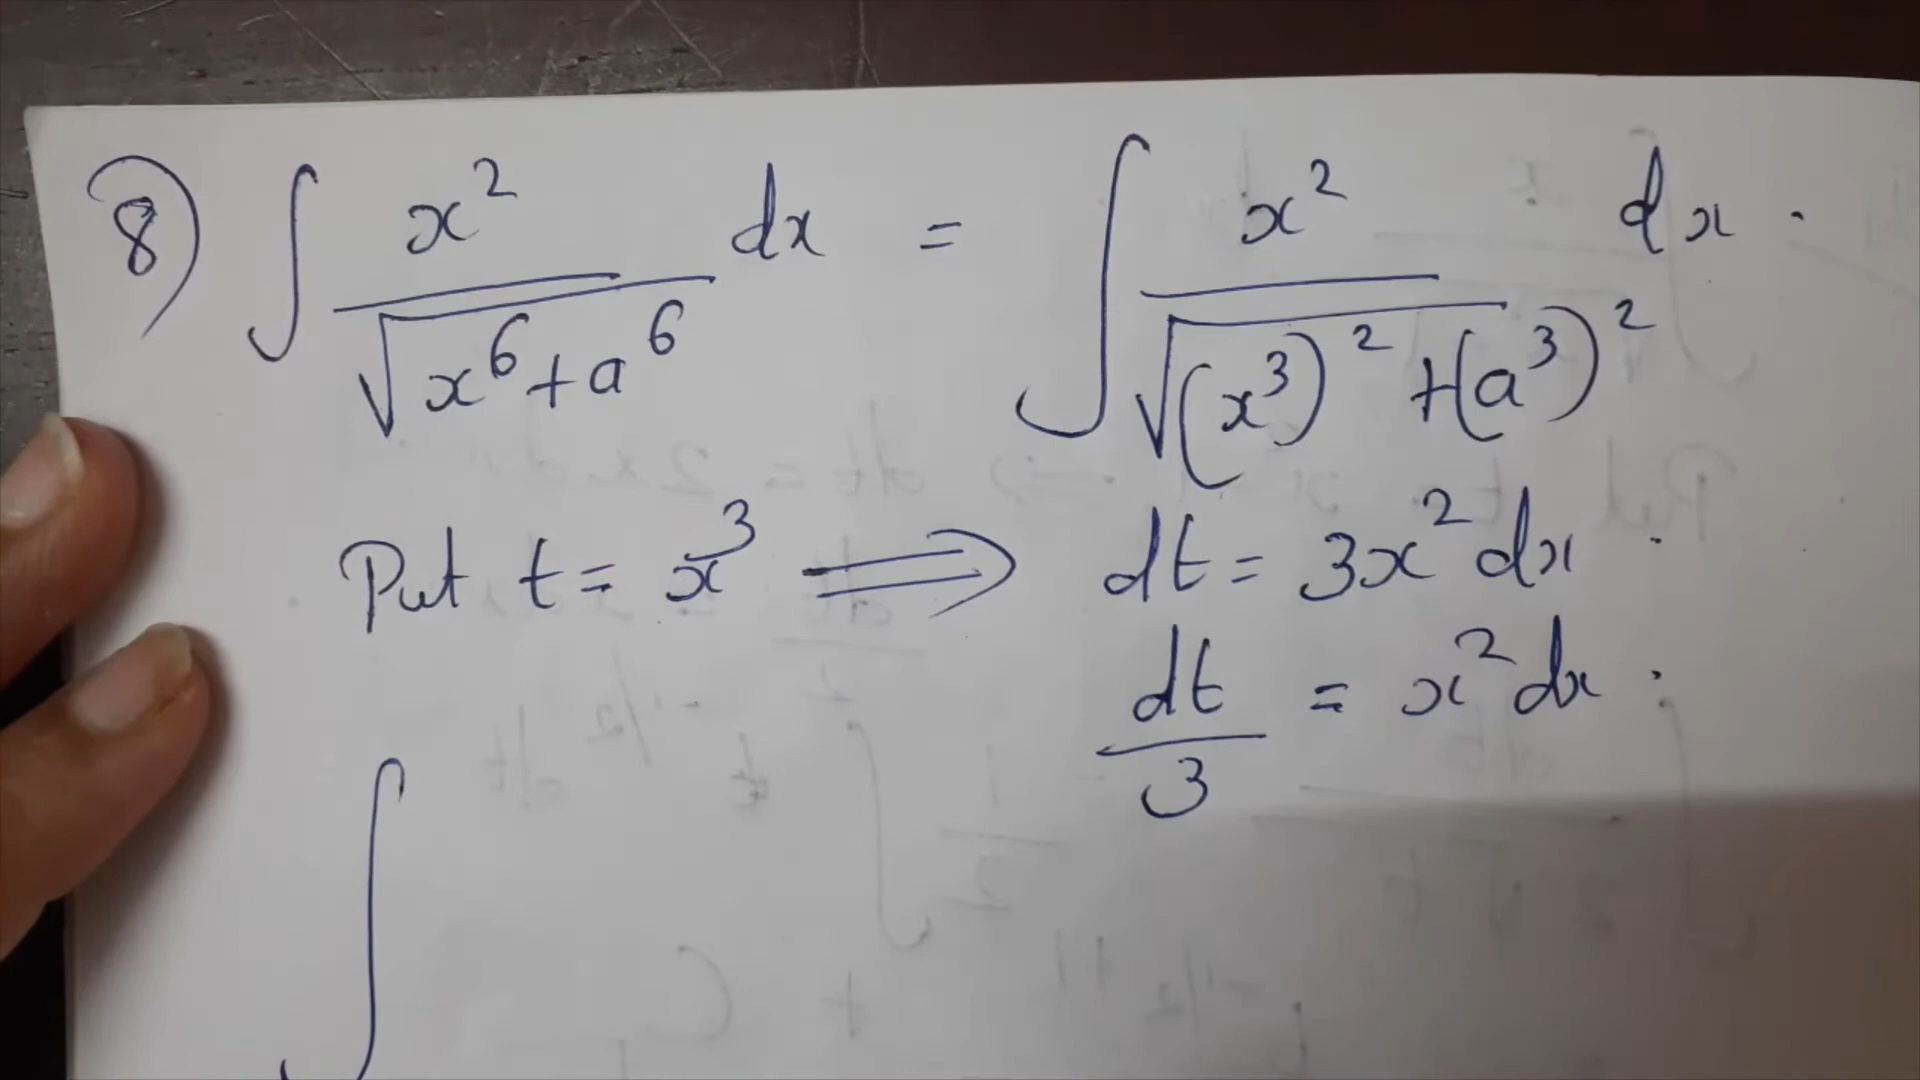 8) ∫ x² / √(x⁶ + a⁶) dx = ∫ x² / √((x³)² + (a³)²) dx .
Put t = x³ ⟹ dt = 3x² dx .
dt / 3 = x² dx .
∫